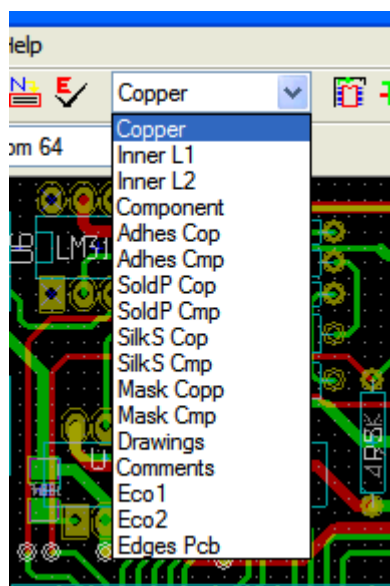 Help
N
E
Copper
om 64
Copper
Inner L1
Inner L2
Component
Adhes Cop
Adhes Cmp
SoldP Cop
SoldP Cmp
SilkS Cop
SilkS Cmp
Mask Copp
Mask Cmp
Drawings
Comments
Eco1
Eco2
Edges Pcb
LM31
4R5K
U